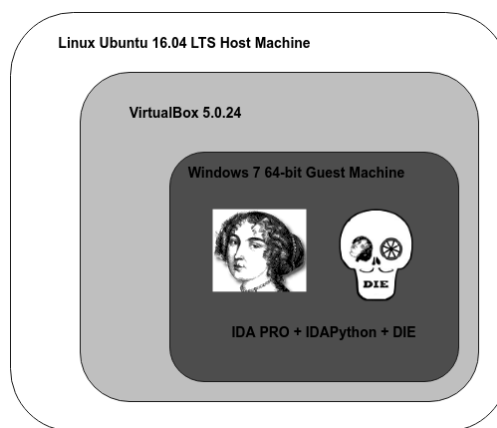 Linux Ubuntu 16.04 LTS Host Machine
VirtualBox 5.0.24
Windows 7 64-bit Guest Machine
DIE
IDA PRO + IDAPython + DIE